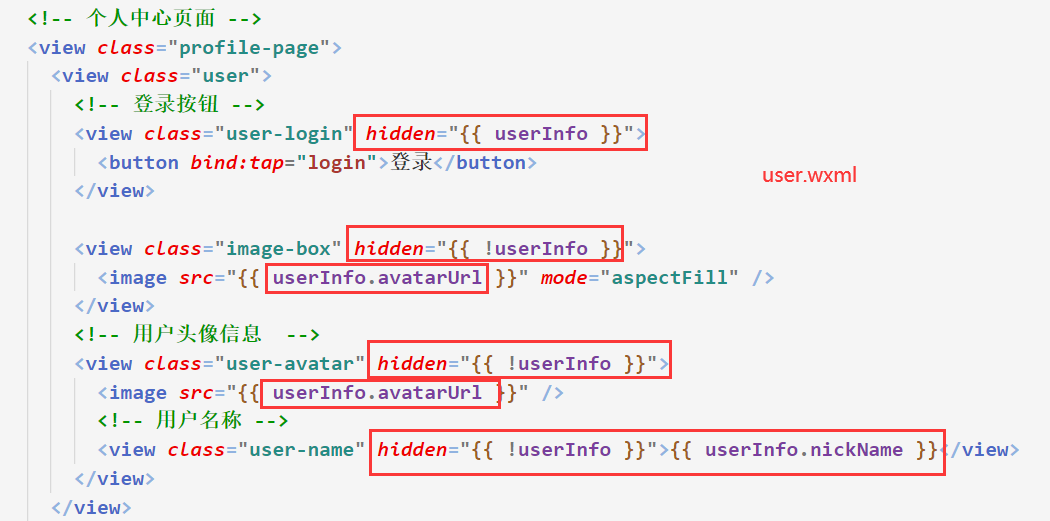 <!-- 个人中心页面 -->
<view class="profile-page">
<view class="user">
<!-- 登录按钮 -->
<view class="user-login" hidden="{{ userInfo }}">
<button bind:tap="login">登录</button>
</view>
user.wxml
<view class="image-box" hidden="{{ !userInfo }}">
<image src="{{ userInfo.avatarUrl }}" mode="aspectFill" />
</view>
<!-- 用户头像信息  -->
<view class="user-avatar" hidden="{{ !userInfo }}">
<image src="{{ userInfo.avatarUrl }}" />
<!-- 用户名称 -->
<view class="user-name" hidden="{{ !userInfo }}">{{ userInfo.nickName }}</view>
</view>
</view>